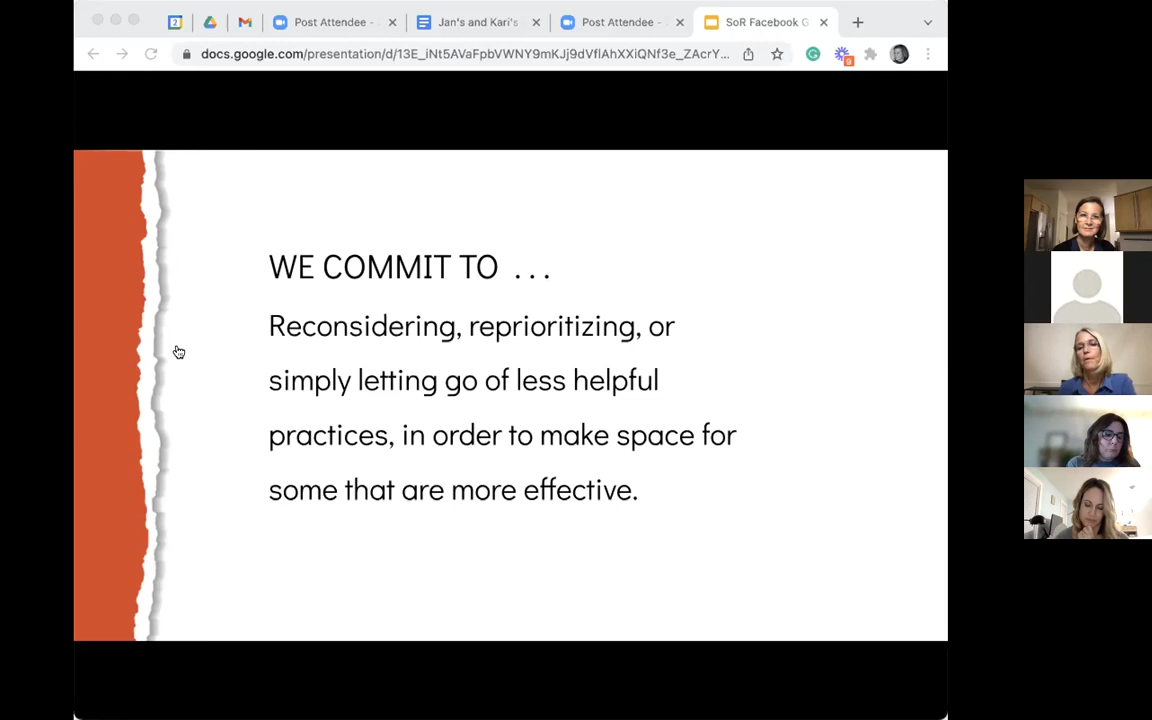 2
Post Attendee -
Jan's and Kari's
Post Attendee -
SoR Facebook G
docs.google.com/presentation/d/13E_iNt5AVaFpbVWNY9mKJj9dVflAhXXiQNf3e_ZAcrY...
9
WE COMMIT TO ...
Reconsidering, reprioritizing, or
simply letting go of less helpful
practices, in order to make space for
some that are more effective.